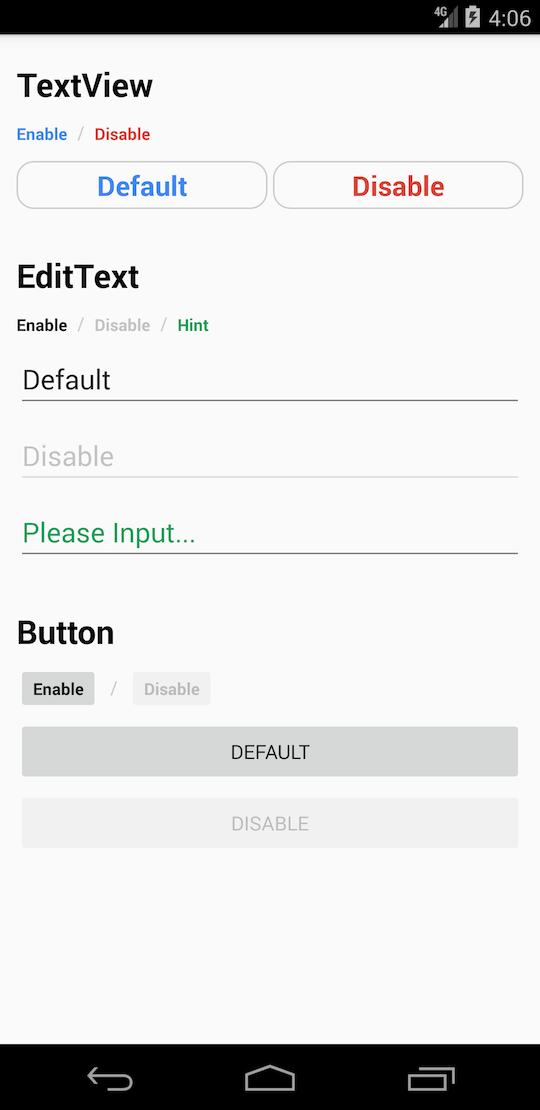 4G 4:06
TextView
Enable / Disable
Default Disable
EditText
Enable / Disable / Hint
Default
Disable
Please Input...
Button
Enable / Disable
DEFAULT
DISABLE